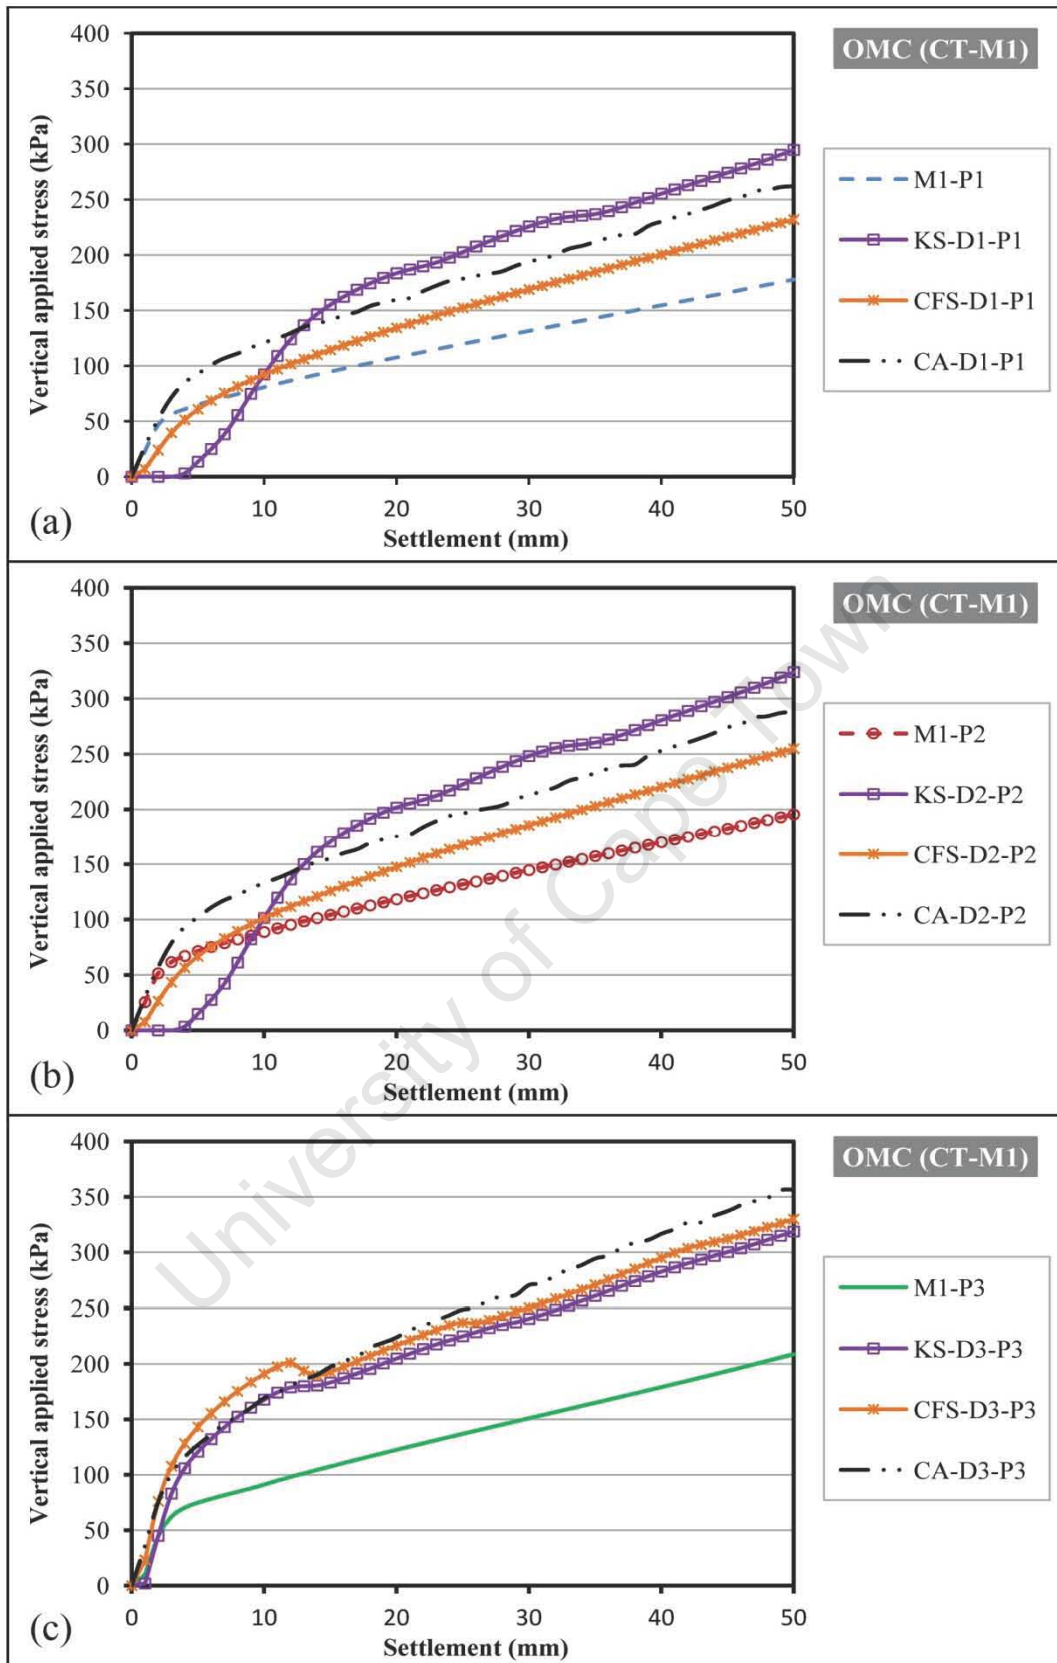 400
350
300
250
200
150
100
50
0
Vertical applied stress (kPa)
0 10 20 30 40 50
Settlement (mm)
(a)
OMC (CT-M1)
M1-P1
KS-D1-P1
CFS-D1-P1
CA-D1-P1
400
350
300
250
200
150
100
50
0
Vertical applied stress (kPa)
0 10 20 30 40 50
Settlement (mm)
(b)
OMC (CT-M1)
M1-P2
KS-D2-P2
CFS-D2-P2
CA-D2-P2
400
350
300
250
200
150
100
50
0
Vertical applied stress (kPa)
0 10 20 30 40 50
Settlement (mm)
(c)
OMC (CT-M1)
M1-P3
KS-D3-P3
CFS-D3-P3
CA-D3-P3
University of Cape Town